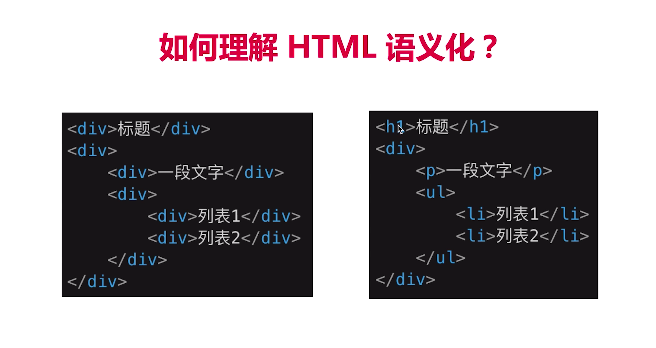 如何理解 HTML 语义化？
<div>标题</div>
<div>
    <div>一段文字</div>
    <div>
        <div>列表1</div>
        <div>列表2</div>
    </div>
</div>
<h1>标题</h1>
<div>
    <p>一段文字</p>
    <ul>
        <li>列表1</li>
        <li>列表2</li>
    </ul>
</div>